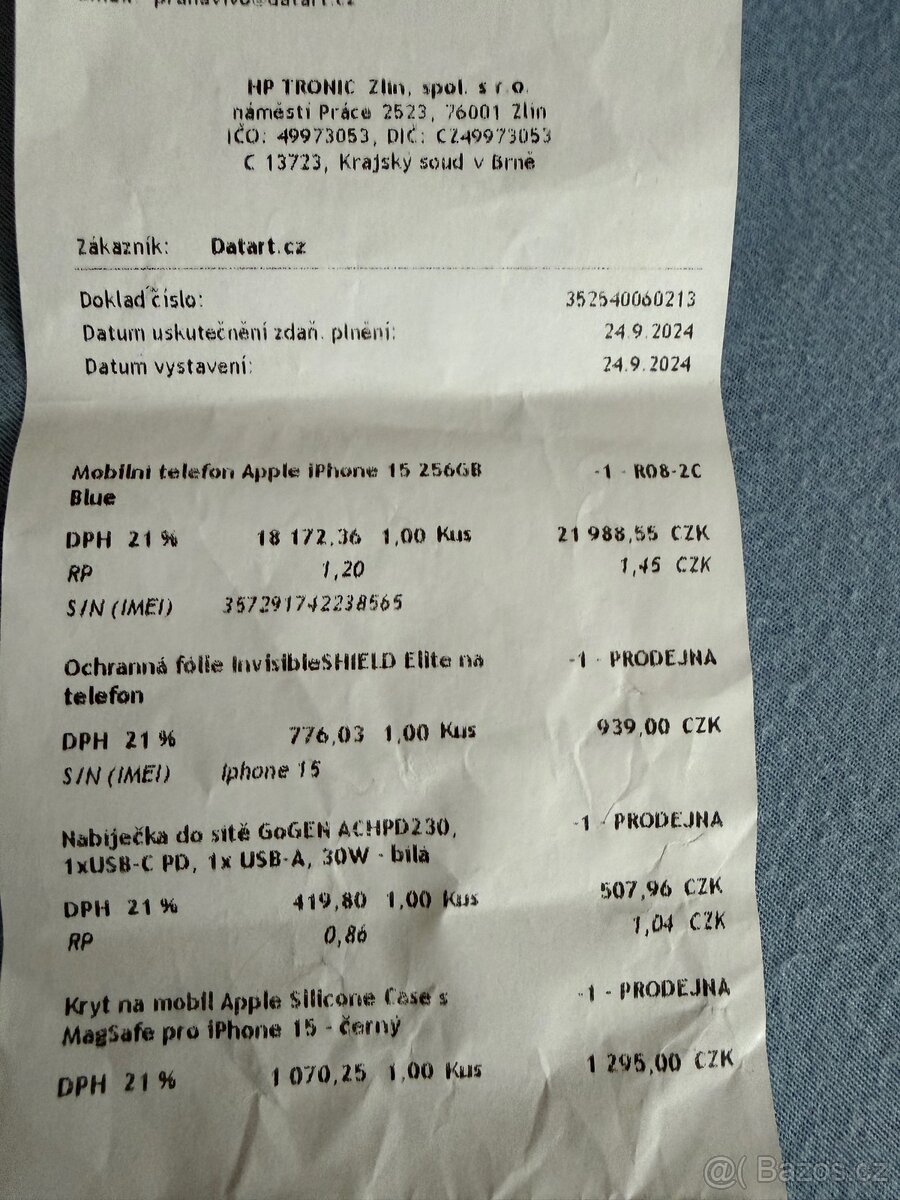 HP TRONIC Zlín, spol. s r.o.
náměstí Práce 2523, 76001 Zlín
IČO: 49973053, DIČ: CZ49973053
C 13723, Krajský soud v Brně
Zákazník: Datart.cz
Doklad číslo: 352540060213
Datum uskutečnění zdaň. plnění: 24.9.2024
Datum vystavení: 24.9.2024
Mobilní telefon Apple iPhone 15 256GB -1 - R08-2C
Blue
DPH 21 % 18 172,36 1,00 Kus 21 988,55 CZK
RP 1,20 1,45 CZK
S/N (IMEI) 357291742238565
Ochranná fólie InvisibleSHIELD Elite na -1 - PRODEJNA
telefon
DPH 21 % 776,03 1,00 Kus 939,00 CZK
S/N (IMEI) Iphone 15
Nabíječka do sítě GoGEN ACHPD230, -1 - PRODEJNA
1xUSB-C PD, 1x USB-A, 30W - bílá
DPH 21 % 419,80 1,00 Kus 507,96 CZK
RP 0,86 1,04 CZK
Kryt na mobil Apple Silicone Case s -1 - PRODEJNA
MagSafe pro iPhone 15 - černý
DPH 21 % 1 070,25 1,00 Kus 1 295,00 CZK
@( Bazos.cz